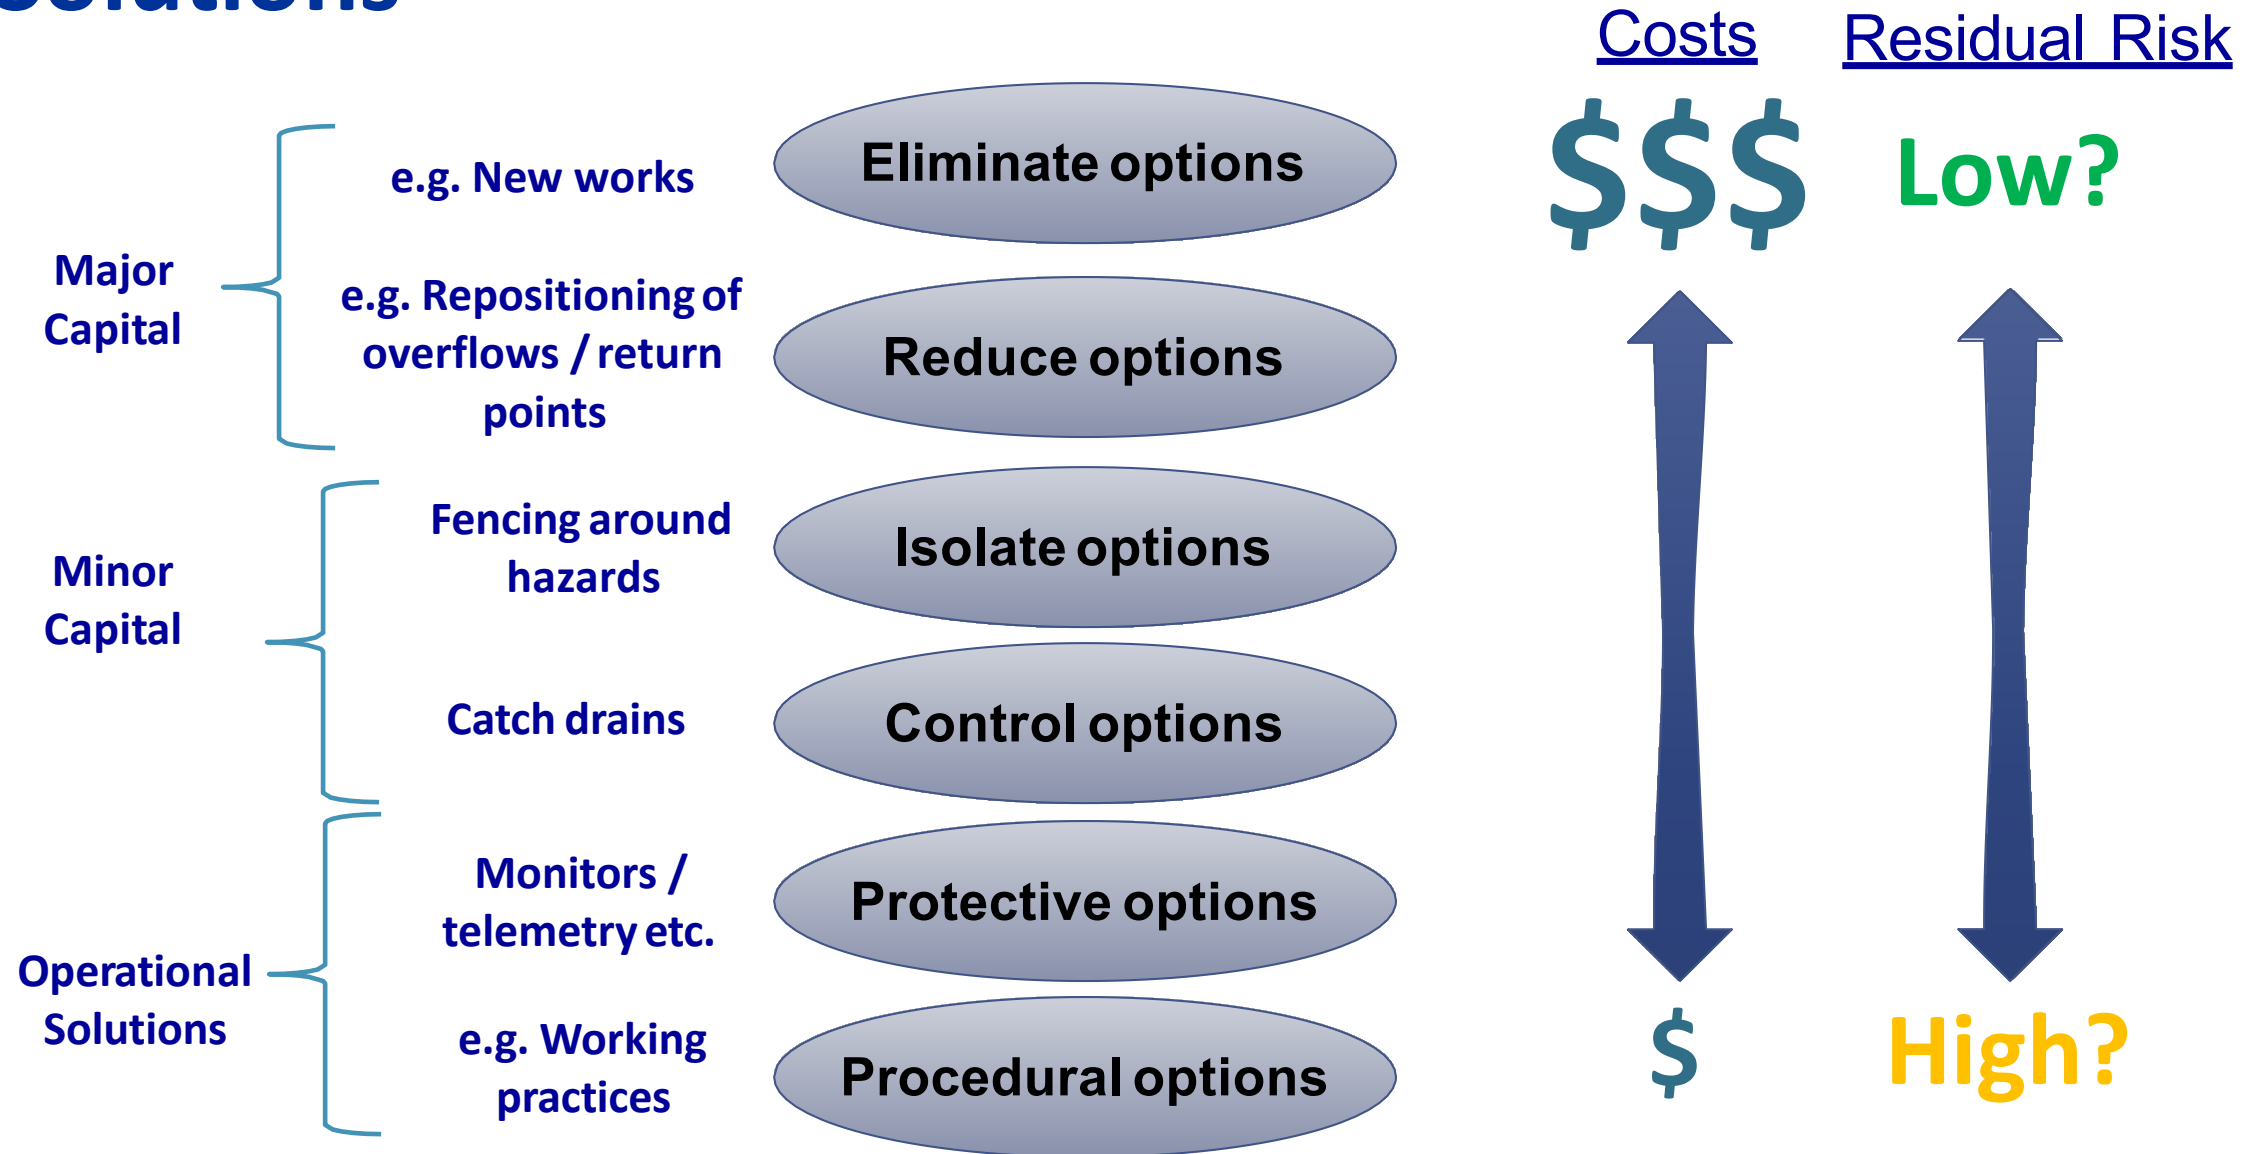 Solutions
Costs
Residual Risk
e.g. New works
Eliminate options
$$$
Low?
Major
Capital
e.g. Repositioning of
overflows / return
points
Reduce options
Minor
Capital
Fencing around
hazards
Isolate options
Catch drains
Control options
Operational
Solutions
Monitors /
telemetry etc.
Protective options
e.g. Working
practices
Procedural options
$
High?